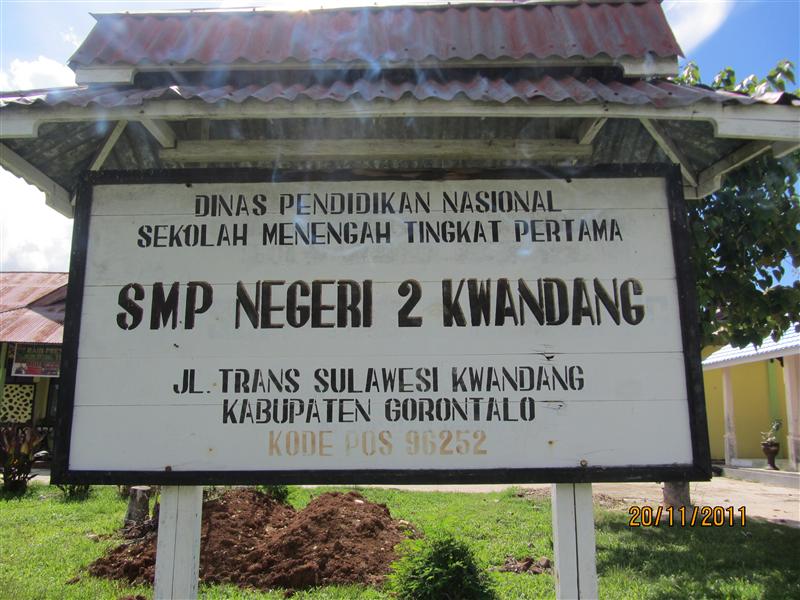 DINAS PENDIDIKAN NASIONAL
SEKOLAH MENENGAH TINGKAT PERTAMA
SMP NEGERI 2 KWANDANG
JL. TRANS SULAWESI KWANDANG
KABUPATEN GORONTALO
KODE POS 96252
20/11/2011